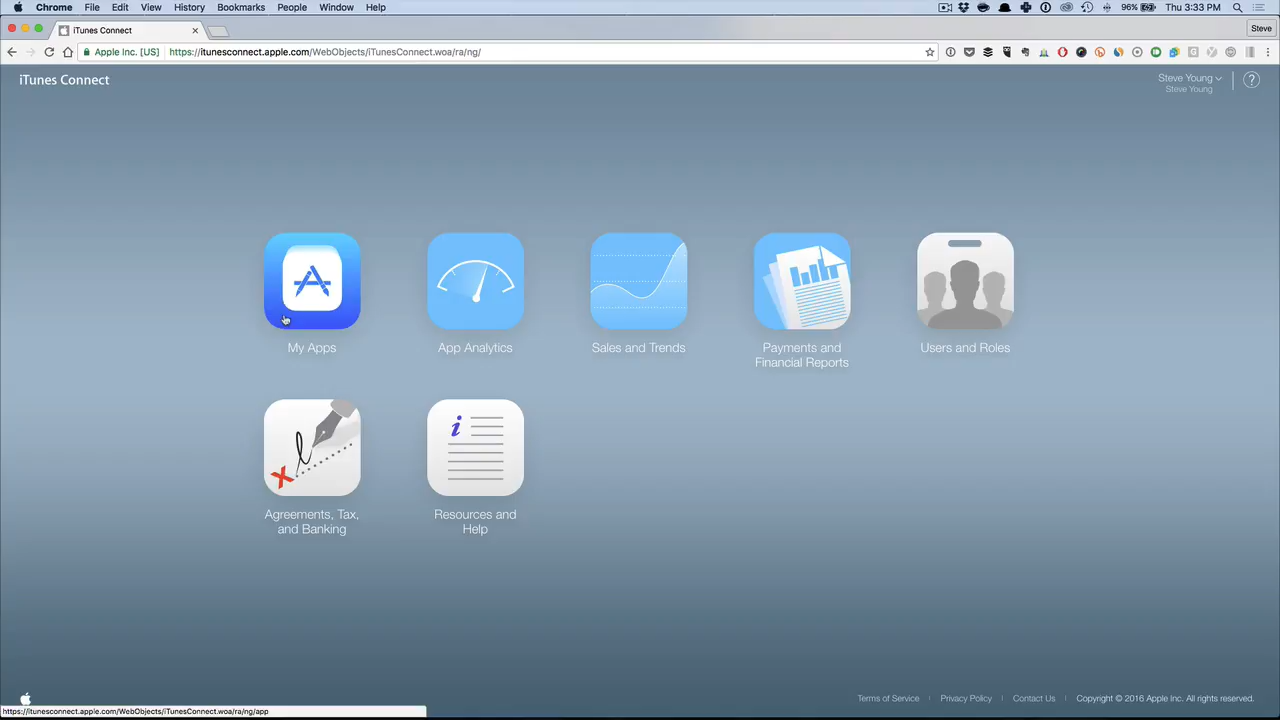 Chrome File Edit View History Bookmarks People Window Help
96% Thu 3:33 PM
iTunes Connect
Steve
Apple Inc. [US] https://itunesconnect.apple.com/WebObjects/iTunesConnect.woa/ra/ng/
iTunes Connect
Steve Young
Steve Young
?
My Apps
App Analytics
Sales and Trends
Payments and
Financial Reports
Users and Roles
Agreements, Tax,
and Banking
Resources and
Help
Terms of Service | Privacy Policy | Contact Us | Copyright © 2016 Apple Inc. All rights reserved.
https://itunesconnect.apple.com/WebObjects/iTunesConnect.woa/ra/ng/app